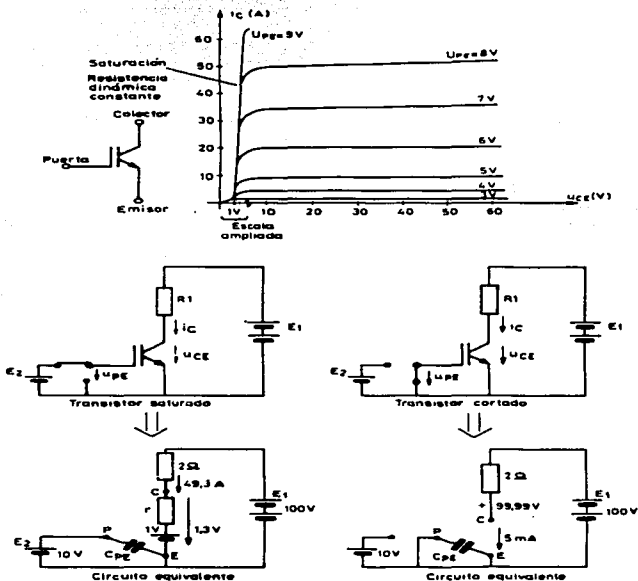 iC (A)
60
50
40
30
20
10
UPE=9V
UPE=8V
7V
6V
5V
4V
3V
Saturación
Resistencia
dinámica
constante
Colector
Puerta
Emisor
1V 10 20 30 40 50 60
uCE(V)
Escala
ampliada
R1
iC
E1
uCE
E2
uPE
Transistor saturado
R1
iC
E1
uCE
E2
uPE
Transistor cortado
2Ω
49,3A
C
r
1V
1,3V
E1
100V
E2
10V
P
CPE
E
Circuito equivalente
2Ω
+
99,99V
C
5mA
E1
100V
10V
P
CPE
E
Circuito equivalente